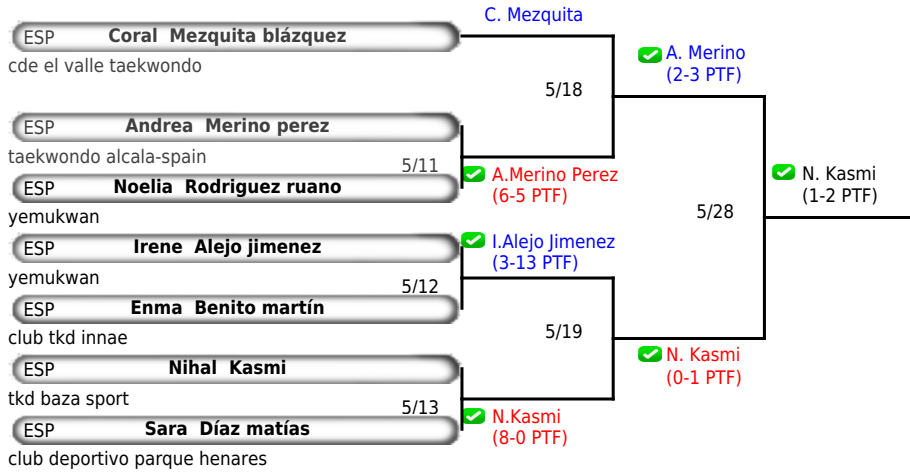 C. Mezquita
ESP Coral Mezquita blázquez
cde el valle taekwondo
A. Merino
(2-3 PTF)
5/18
ESP Andrea Merino perez
taekwondo alcala-spain
5/11
A.Merino Perez
(6-5 PTF)
ESP Noelia Rodriguez ruano
yemukwan
N. Kasmi
(1-2 PTF)
5/28
ESP Irene Alejo jimenez
yemukwan
I.Alejo Jimenez
(3-13 PTF)
5/12
ESP Enma Benito martín
club tkd innae
5/19
N. Kasmi
(0-1 PTF)
ESP Nihal Kasmi
tkd baza sport
5/13
N.Kasmi
(8-0 PTF)
ESP Sara Díaz matías
club deportivo parque henares